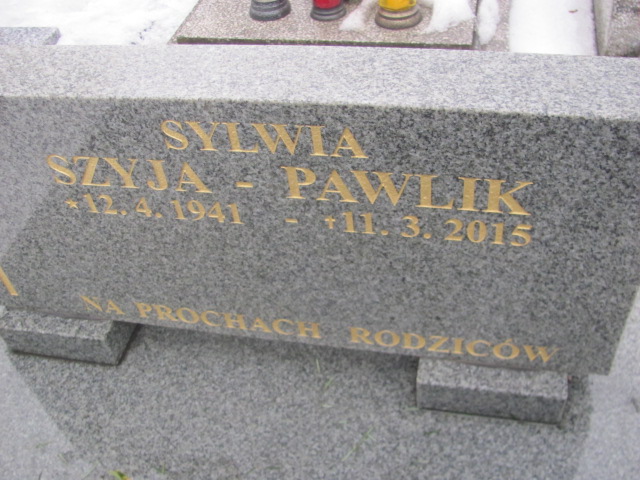 SYLWIA
SZYJA - PAWLIK
*12. 4. 1941 - †11. 3. 2015
NA PROCHACH RODZICÓW